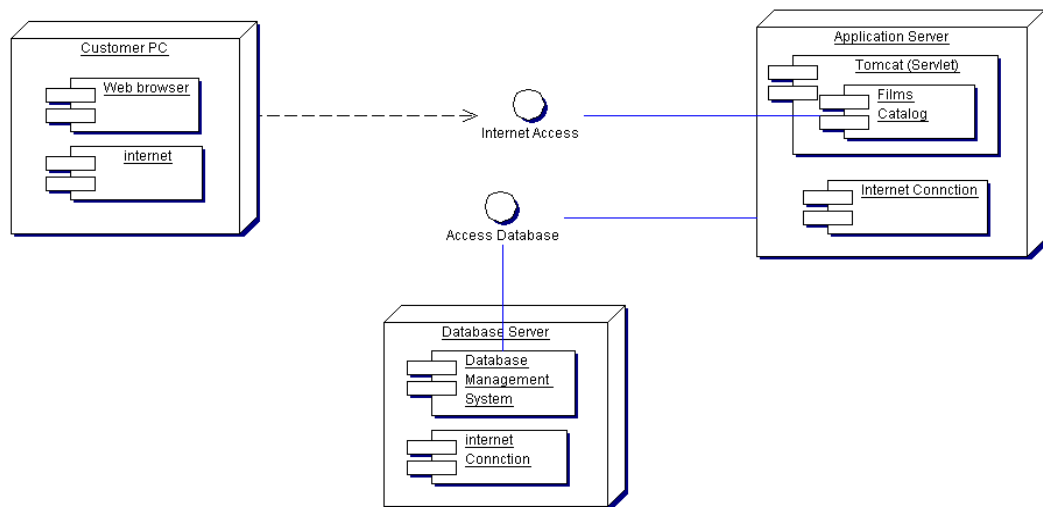 Customer PC
Web browser
internet
Internet Access
Access Database
Application Server
Tomcat (Servlet)
Films
Catalog
Internet Connction
Database Server
Database
Management
System
internet
Connction